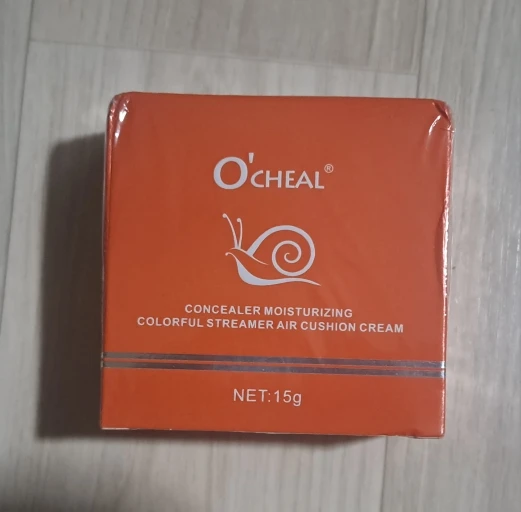 O'CHEAL®
CONCEALER MOISTURIZING
COLORFUL STREAMER AIR CUSHION CREAM
NET:15g